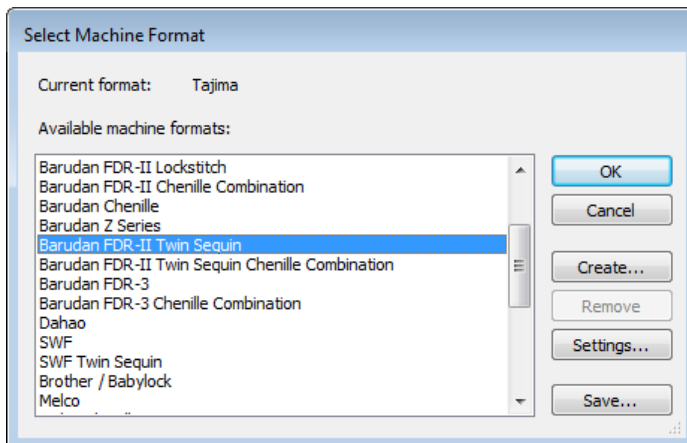 Select Machine Format
Current format: Tajima
Available machine formats:
Barudan FDR-II Lockstitch
Barudan FDR-II Chenille Combination
Barudan Chenille
Barudan Z Series
Barudan FDR-II Twin Sequin
Barudan FDR-II Twin Sequin Chenille Combination
Barudan FDR-3
Barudan FDR-3 Chenille Combination
Dahao
SWF
SWF Twin Sequin
Brother / Babylock
Melco
OK
Cancel
Create...
Remove
Settings...
Save...